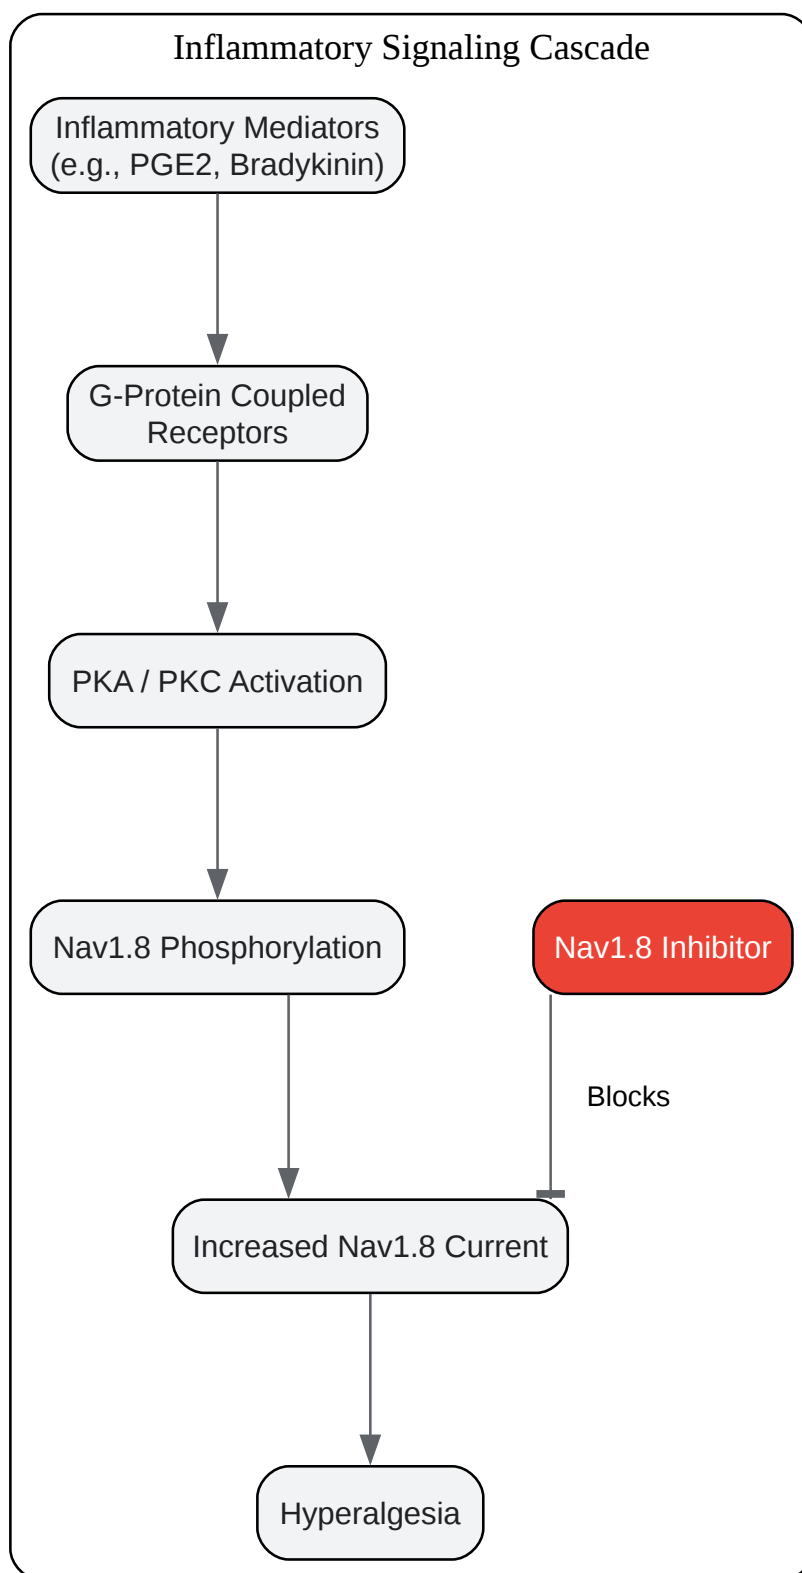 Inflammatory Signaling Cascade
Inflammatory Mediators
(e.g., PGE2, Bradykinin)
G-Protein Coupled
Receptors
PKA / PKC Activation
Nav1.8 Phosphorylation
Nav1.8 Inhibitor
Blocks
Increased Nav1.8 Current
Hyperalgesia